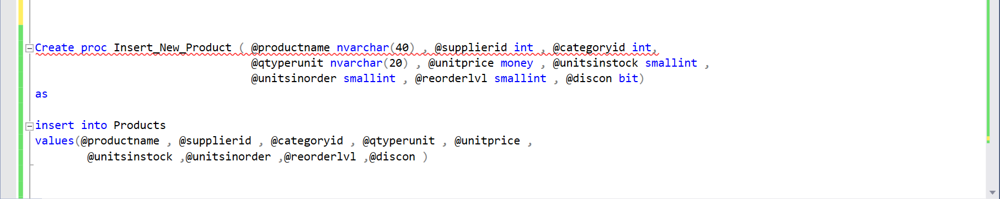 Create proc Insert_New_Product ( @productname nvarchar(40) , @supplierid int , @categoryid int,
@qtyperunit nvarchar(20) , @unitprice money , @unitsinstock smallint ,
@unitsinorder smallint , @reorderlvl smallint , @discon bit)
as
insert into Products
values(@productname , @supplierid , @categoryid , @qtyperunit , @unitprice ,
@unitsinstock ,@unitsinorder ,@reorderlvl ,@discon )